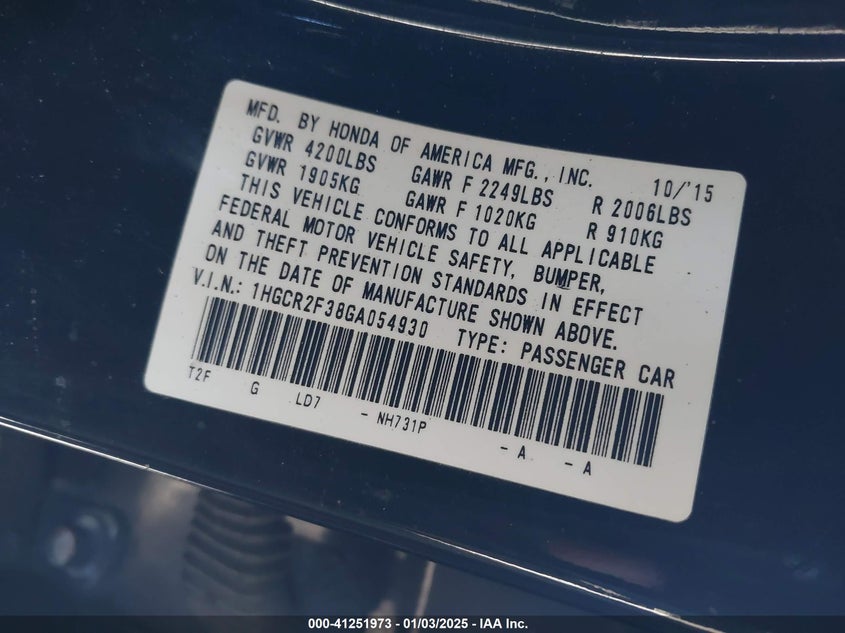 MFD. BY HONDA OF AMERICA MFG., INC. 10/'15
GVWR 4200LBS GAWR F 2249LBS R 2006LBS
GVWR 1905KG GAWR F 1020KG R 910KG
THIS VEHICLE CONFORMS TO ALL APPLICABLE
FEDERAL MOTOR VEHICLE SAFETY, BUMPER,
AND THEFT PREVENTION STANDARDS IN EFFECT
ON THE DATE OF MANUFACTURE SHOWN ABOVE.
V.I.N.: 1HGCR2F38GA054930 TYPE: PASSENGER CAR
T2F G LD7 - NH731P - A - A
000-41251973 — 01/03/2025 — IAA Inc.